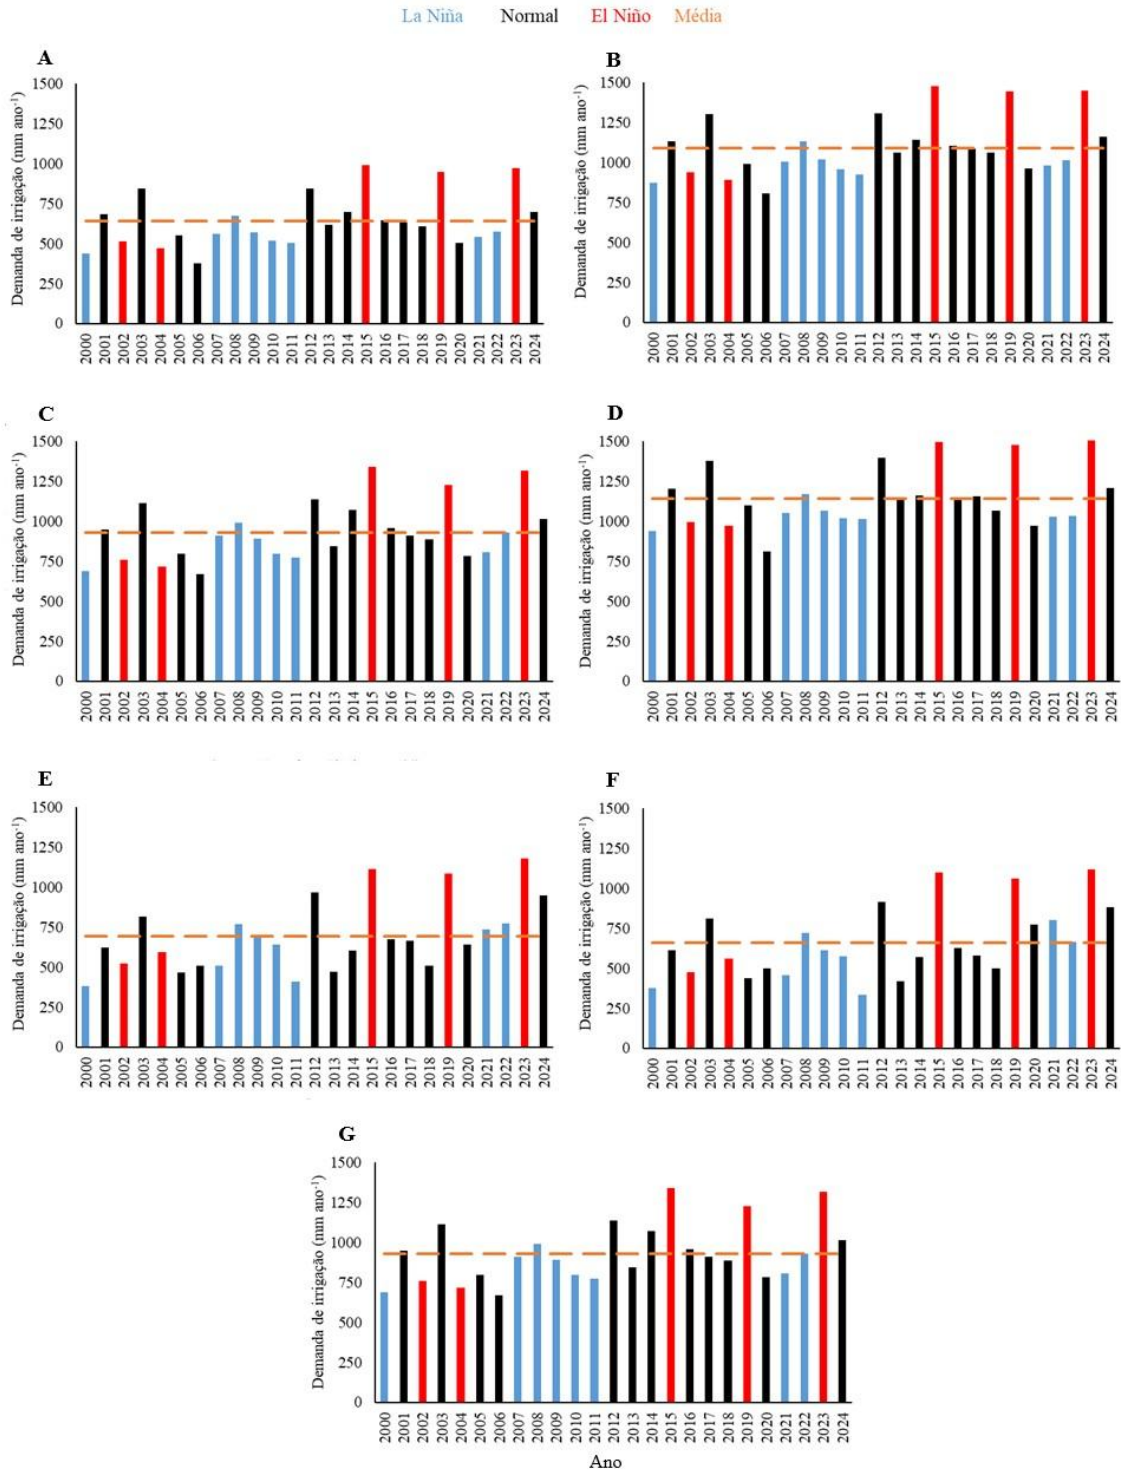 La Niña Normal El Niño Média
A
Demanda de irrigação (mm ano⁻¹)
1500
1250
1000
750
500
250
0
2000 2001 2002 2003 2004 2005 2006 2007 2008 2009 2010 2011 2012 2013 2014 2015 2016 2017 2018 2019 2020 2021 2022 2023 2024
B
Demanda de irrigação (mm ano⁻¹)
1500
1250
1000
750
500
250
0
2000 2001 2002 2003 2004 2005 2006 2007 2008 2009 2010 2011 2012 2013 2014 2015 2016 2017 2018 2019 2020 2021 2022 2023 2024
C
Demanda de irrigação (mm ano⁻¹)
1500
1250
1000
750
500
250
0
2000 2001 2002 2003 2004 2005 2006 2007 2008 2009 2010 2011 2012 2013 2014 2015 2016 2017 2018 2019 2020 2021 2022 2023 2024
D
Demanda de irrigação (mm ano⁻¹)
1500
1250
1000
750
500
250
0
2000 2001 2002 2003 2004 2005 2006 2007 2008 2009 2010 2011 2012 2013 2014 2015 2016 2017 2018 2019 2020 2021 2022 2023 2024
E
Demanda de irrigação (mm ano⁻¹)
1500
1250
1000
750
500
250
0
2000 2001 2002 2003 2004 2005 2006 2007 2008 2009 2010 2011 2012 2013 2014 2015 2016 2017 2018 2019 2020 2021 2022 2023 2024
F
Demanda de irrigação (mm ano⁻¹)
1500
1250
1000
750
500
250
0
2000 2001 2002 2003 2004 2005 2006 2007 2008 2009 2010 2011 2012 2013 2014 2015 2016 2017 2018 2019 2020 2021 2022 2023 2024
G
Demanda de irrigação (mm ano⁻¹)
1500
1250
1000
750
500
250
0
2000 2001 2002 2003 2004 2005 2006 2007 2008 2009 2010 2011 2012 2013 2014 2015 2016 2017 2018 2019 2020 2021 2022 2023 2024
Ano